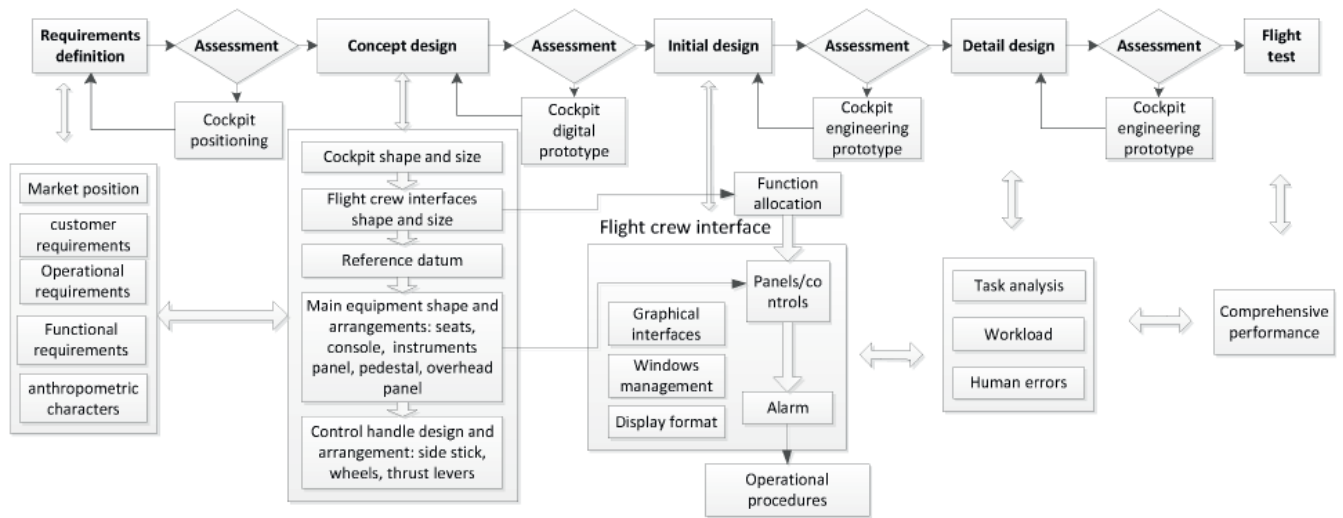 Requirements
definition
Assessment
Concept design
Assessment
Initial design
Assessment
Detail design
Assessment
Flight
test
Cockpit
positioning
Cockpit
digital
prototype
Cockpit
engineering
prototype
Cockpit
engineering
prototype
Market position
customer
requirements
Operational
requirements
Functional
requirements
anthropometric
characters
Cockpit shape and size
Flight crew interfaces
shape and size
Reference datum
Main equipment shape and
arrangements: seats,
console, instruments
panel, pedestal, overhead
panel
Control handle design and
arrangement: side stick,
wheels, thrust levers
Function
allocation
Flight crew interface
Panels/co
ntrols
Graphical
interfaces
Windows
management
Display format
Alarm
Operational
procedures
Task analysis
Workload
Human errors
Comprehensive
performance